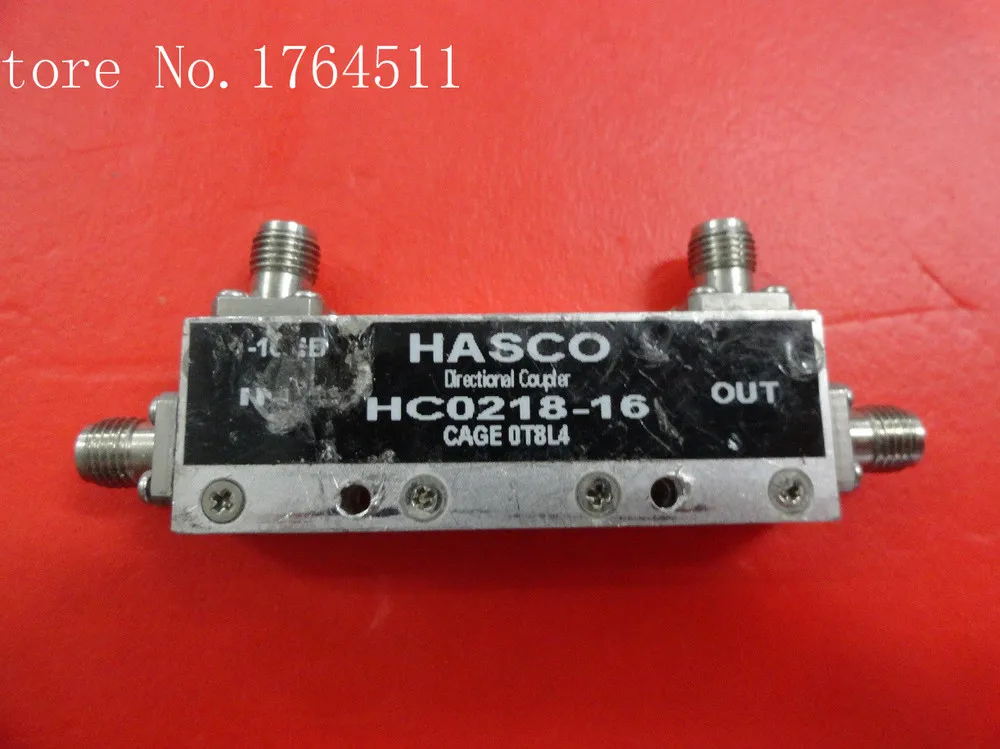 tore No.1764511
HASCO
Directional Coupler
HC0218-16
CAGE 0T8L4
OUT